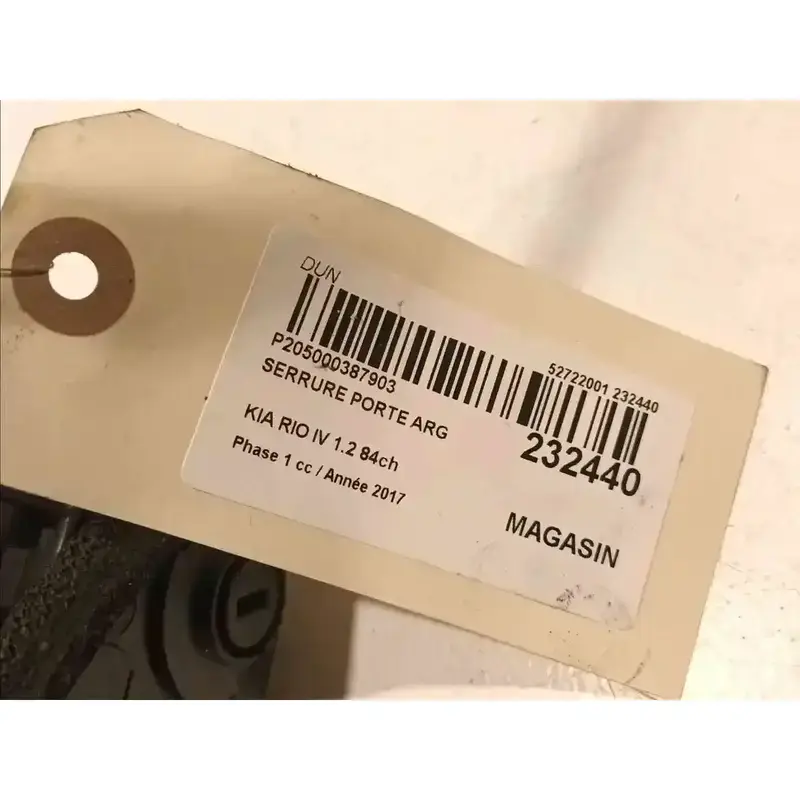 DUN
P205000387903
52722001 232440
SERRURE PORTE ARG
232440
KIA RIO IV 1.2 84ch
Phase 1 cc / Année 2017
MAGASIN